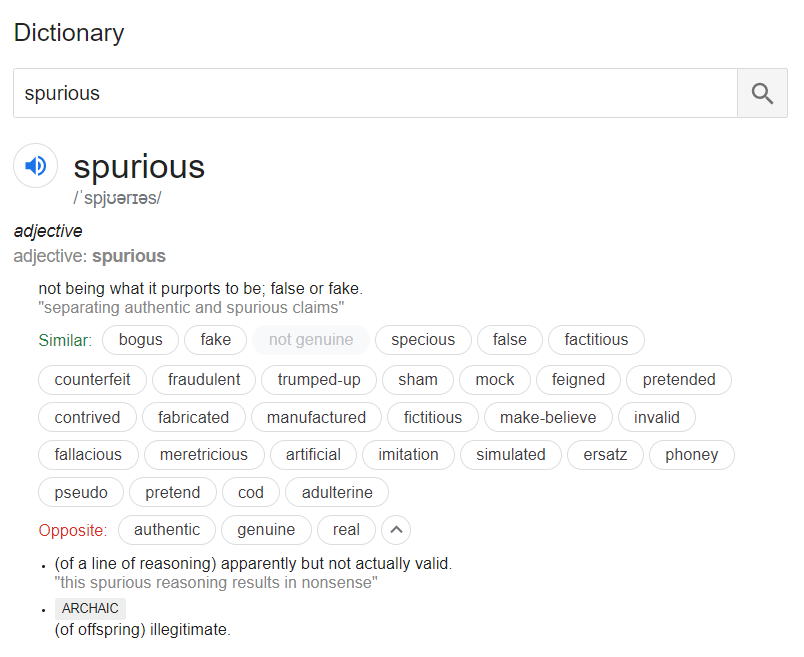 Dictionary
spurious
spurious
/ˈspjʊərɪəs/
adjective
adjective: spurious
not being what it purports to be; false or fake.
"separating authentic and spurious claims"
Similar: bogus fake not genuine specious false factitious
counterfeit fraudulent trumped-up sham mock feigned pretended
contrived fabricated manufactured fictitious make-believe invalid
fallacious meretricious artificial imitation simulated ersatz phoney
pseudo pretend cod adulterine
Opposite: authentic genuine real
• (of a line of reasoning) apparently but not actually valid.
"this spurious reasoning results in nonsense"
• ARCHAIC
(of offspring) illegitimate.